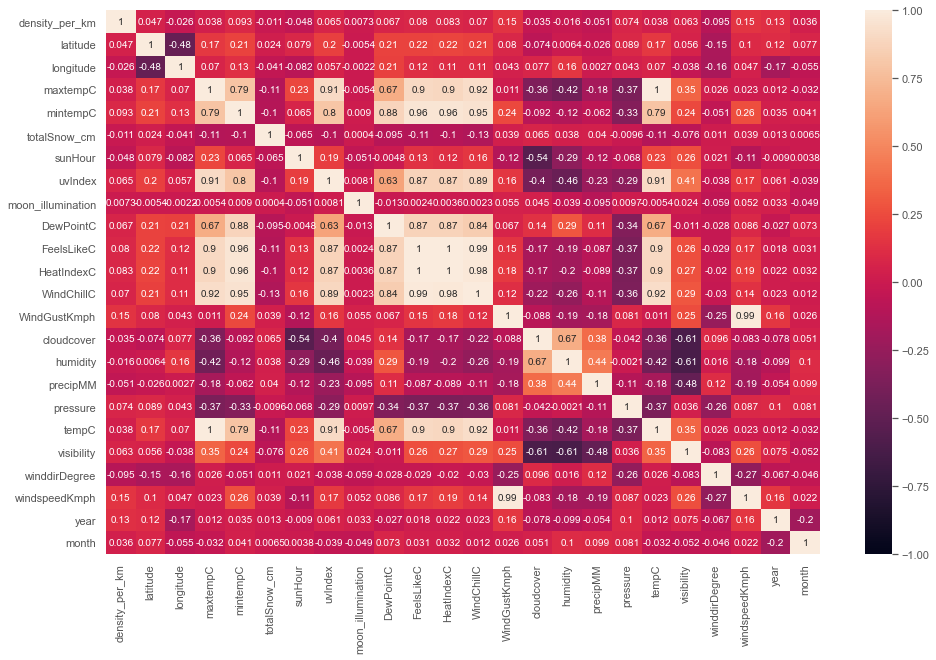 density_per_km 1 0.047 -0.026 0.038 0.093 -0.011 -0.048 0.065 0.0073 0.067 0.08 0.083 0.07 0.15 -0.035 -0.016 -0.051 0.074 0.038 0.063 -0.095 0.15 0.13 0.036
latitude 0.047 1 -0.48 0.17 0.21 0.024 0.079 0.2 -0.0054 0.21 0.22 0.22 0.21 0.08 -0.074 0.0064 -0.026 0.089 0.17 0.056 -0.15 0.1 0.12 0.077
longitude -0.026 -0.48 1 0.07 0.13 -0.041 -0.082 0.057 -0.0022 0.21 0.12 0.11 0.11 0.043 0.077 0.16 0.0027 0.043 0.07 -0.038 -0.16 0.047 -0.17 -0.055
maxtempC 0.038 0.17 0.07 1 0.79 -0.11 0.23 0.91 -0.0054 0.67 0.9 0.9 0.92 0.011 -0.36 -0.42 -0.18 -0.37 1 0.35 0.026 0.023 0.012 -0.032
mintempC 0.093 0.21 0.13 0.79 1 -0.1 0.065 0.8 0.009 0.88 0.96 0.96 0.95 0.24 -0.092 -0.12 -0.062 -0.33 0.79 0.24 -0.051 0.26 0.035 0.041
totalSnow_cm -0.011 0.024 -0.041 -0.11 -0.1 1 -0.065 -0.1 0.0004 -0.095 -0.11 -0.1 -0.13 0.039 0.065 0.038 0.04 -0.0096 -0.11 -0.076 0.011 0.039 0.013 0.0065
sunHour -0.048 0.079 -0.082 0.23 0.065 -0.065 1 0.19 -0.051 -0.0048 0.13 0.12 0.16 -0.12 -0.54 -0.29 -0.12 -0.068 0.23 0.26 0.021 -0.11 -0.009 0.0038
uvIndex 0.065 0.2 0.057 0.91 0.8 -0.1 0.19 1 0.0081 0.63 0.87 0.87 0.89 0.16 -0.4 -0.46 -0.23 -0.29 0.91 0.41 -0.038 0.17 0.061 -0.039
moon_illumination 0.0073 -0.0054 -0.0022 -0.0054 0.009 0.0004 -0.051 0.0081 1 -0.013 0.0024 0.0036 0.0023 0.055 0.045 -0.039 -0.095 0.0097 -0.0054 0.024 -0.059 0.052 0.033 -0.049
DewPointC 0.067 0.21 0.21 0.67 0.88 -0.095 -0.0048 0.63 -0.013 1 0.87 0.87 0.84 0.067 0.14 0.29 0.11 -0.34 0.67 -0.011 -0.028 0.086 -0.027 0.073
FeelsLikeC 0.08 0.22 0.12 0.9 0.96 -0.11 0.13 0.87 0.0024 0.87 1 1 0.99 0.15 -0.17 -0.19 -0.087 -0.37 0.9 0.26 -0.029 0.17 0.018 0.031
HeatIndexC 0.083 0.22 0.11 0.9 0.96 -0.1 0.12 0.87 0.0036 0.87 1 1 0.98 0.18 -0.17 -0.2 -0.089 -0.37 0.9 0.27 -0.02 0.19 0.022 0.032
WindChillC 0.07 0.21 0.11 0.92 0.95 -0.13 0.16 0.89 0.0023 0.84 0.99 0.98 1 0.12 -0.22 -0.26 -0.11 -0.36 0.92 0.29 -0.03 0.14 0.023 0.012
WindGustKmph 0.15 0.08 0.043 0.011 0.24 0.039 -0.12 0.16 0.055 0.067 0.15 0.18 0.12 1 -0.088 -0.19 -0.18 0.081 0.011 0.25 -0.25 0.99 0.16 0.026
cloudcover -0.035 -0.074 0.077 -0.36 -0.092 0.065 -0.54 -0.4 0.045 0.14 -0.17 -0.17 -0.22 -0.088 1 0.67 0.38 -0.042 -0.36 -0.61 0.096 -0.083 -0.078 0.051
humidity -0.016 0.0064 0.16 -0.42 -0.12 0.038 -0.29 -0.46 -0.039 0.29 -0.19 -0.2 -0.26 -0.19 0.67 1 0.44 -0.0021 -0.42 -0.61 0.016 -0.18 -0.099 0.1
precipMM -0.051 -0.026 0.0027 -0.18 -0.062 0.04 -0.12 -0.23 -0.095 0.11 -0.087 -0.089 -0.11 -0.18 0.38 0.44 1 -0.11 -0.18 -0.48 0.12 -0.19 -0.054 0.099
pressure 0.074 0.089 0.043 -0.37 -0.33 -0.0096 -0.068 -0.29 0.0097 -0.34 -0.37 -0.37 -0.36 0.081 -0.042 -0.0021 -0.11 1 -0.37 0.036 -0.26 0.087 0.1 0.081
tempC 0.038 0.17 0.07 1 0.79 -0.11 0.23 0.91 -0.0054 0.67 0.9 0.9 0.92 0.011 -0.36 -0.42 -0.18 -0.37 1 0.35 0.026 0.023 0.012 -0.032
visibility 0.063 0.056 -0.038 0.35 0.24 -0.076 0.26 0.41 0.024 -0.011 0.26 0.27 0.29 0.25 -0.61 -0.61 -0.48 0.036 0.35 1 -0.083 0.26 0.075 -0.052
winddirDegree -0.095 -0.15 -0.16 0.026 -0.051 0.011 0.021 -0.038 -0.059 -0.028 -0.029 -0.02 -0.03 -0.25 0.096 0.016 0.12 -0.26 0.026 -0.083 1 -0.27 -0.067 -0.046
windspeedKmph 0.15 0.1 0.047 0.023 0.26 0.039 -0.11 0.17 0.052 0.086 0.17 0.19 0.14 0.99 -0.083 -0.18 -0.19 0.087 0.023 0.26 -0.27 1 0.16 0.022
year 0.13 0.12 -0.17 0.012 0.035 0.013 -0.009 0.061 0.033 -0.027 0.018 0.022 0.023 0.16 -0.078 -0.099 -0.054 0.1 0.012 0.075 -0.067 0.16 1 -0.2
month 0.036 0.077 -0.055 -0.032 0.041 0.0065 0.0038 -0.039 -0.049 0.073 0.031 0.032 0.012 0.026 0.051 0.1 0.099 0.081 -0.032 -0.052 -0.046 0.022 -0.2 1
density_per_km
latitude
longitude
maxtempC
mintempC
totalSnow_cm
sunHour
uvIndex
moon_illumination
DewPointC
FeelsLikeC
HeatIndexC
WindChillC
WindGustKmph
cloudcover
humidity
precipMM
pressure
tempC
visibility
winddirDegree
windspeedKmph
year
month
1.00
0.75
0.50
0.25
0.00
−0.25
−0.50
−0.75
−1.00